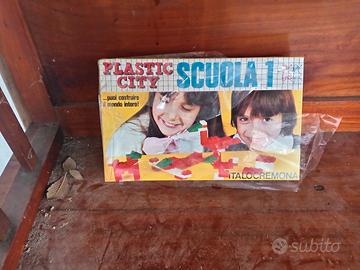 PLASTIC
CITY
SCUOLA 1
...puoi costruire
il mondo intero!
ITALOCREMONA
subito